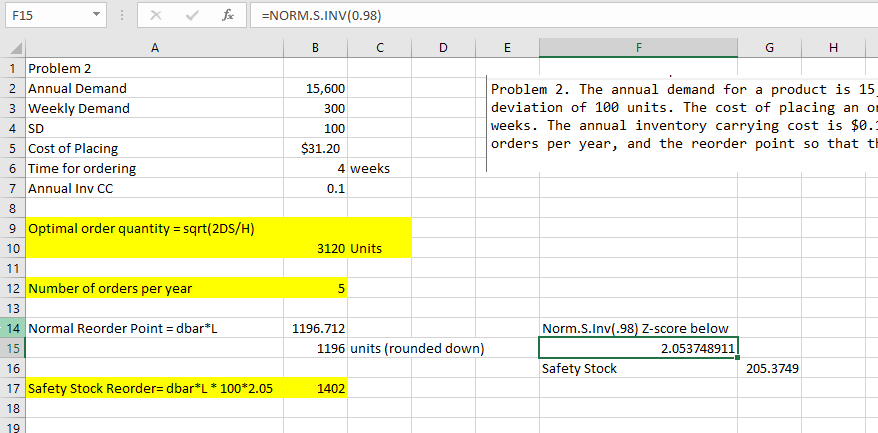 F15 fx =NORM.S.INV(0.98)
A B C D E F G H
1 Problem 2
2 Annual Demand 15,600 Problem 2. The annual demand for a product is 15,
3 Weekly Demand 300 deviation of 100 units. The cost of placing an or
4 SD 100 weeks. The annual inventory carrying cost is $0.1
5 Cost of Placing $31.20 orders per year, and the reorder point so that th
6 Time for ordering 4 weeks
7 Annual Inv CC 0.1
8
9 Optimal order quantity = sqrt(2DS/H)
10 3120 Units
11
12 Number of orders per year 5
13
14 Normal Reorder Point = dbar*L 1196.712 Norm.S.Inv(.98) Z-score below
15 1196 units (rounded down) 2.053748911
16 Safety Stock 205.3749
17 Safety Stock Reorder= dbar*L * 100*2.05 1402
18
19